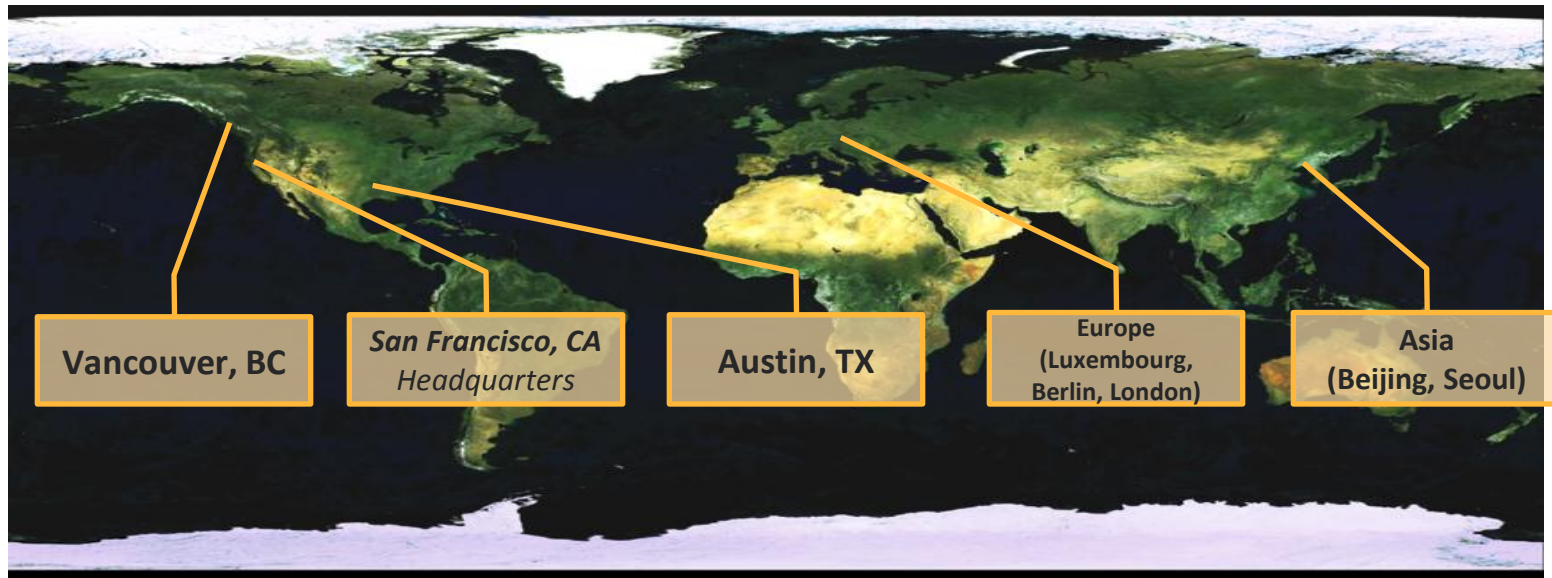 Vancouver, BC
San Francisco, CA
Headquarters
Austin, TX
Europe
(Luxembourg,
Berlin, London)
Asia
(Beijing, Seoul)